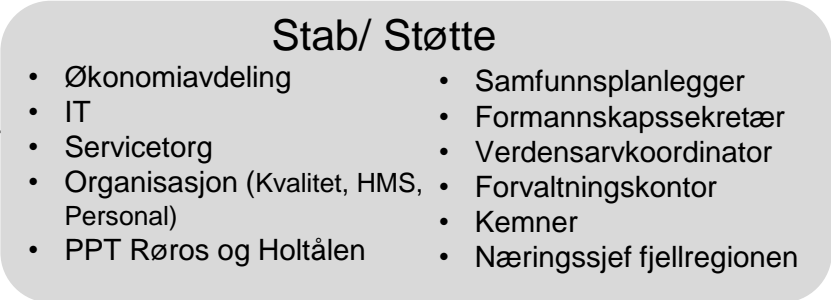 Stab/ Støtte
• Økonomiavdeling
• IT
• Servicetorg
• Organisasjon (Kvalitet, HMS,
Personal)
• PPT Røros og Holtålen
• Samfunnsplanlegger
• Formannskapssekretær
• Verdensarvkoordinator
• Forvaltningskontor
• Kemner
• Næringssjef fjellregionen